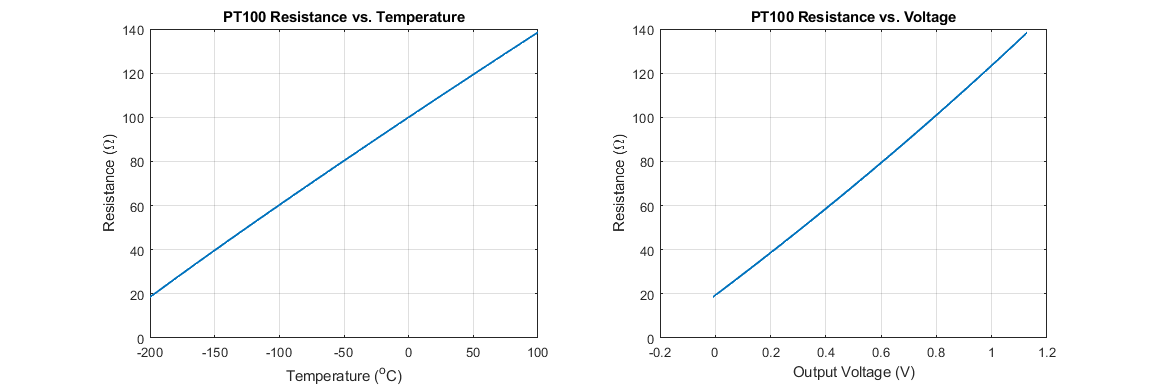 PT100 Resistance vs. Temperature
140
120
100
80
60
40
20
0
Resistance (Ω)
-200 -150 -100 -50 0 50 100
Temperature (°C)
PT100 Resistance vs. Voltage
140
120
100
80
60
40
20
0
Resistance (Ω)
-0.2 0 0.2 0.4 0.6 0.8 1 1.2
Output Voltage (V)